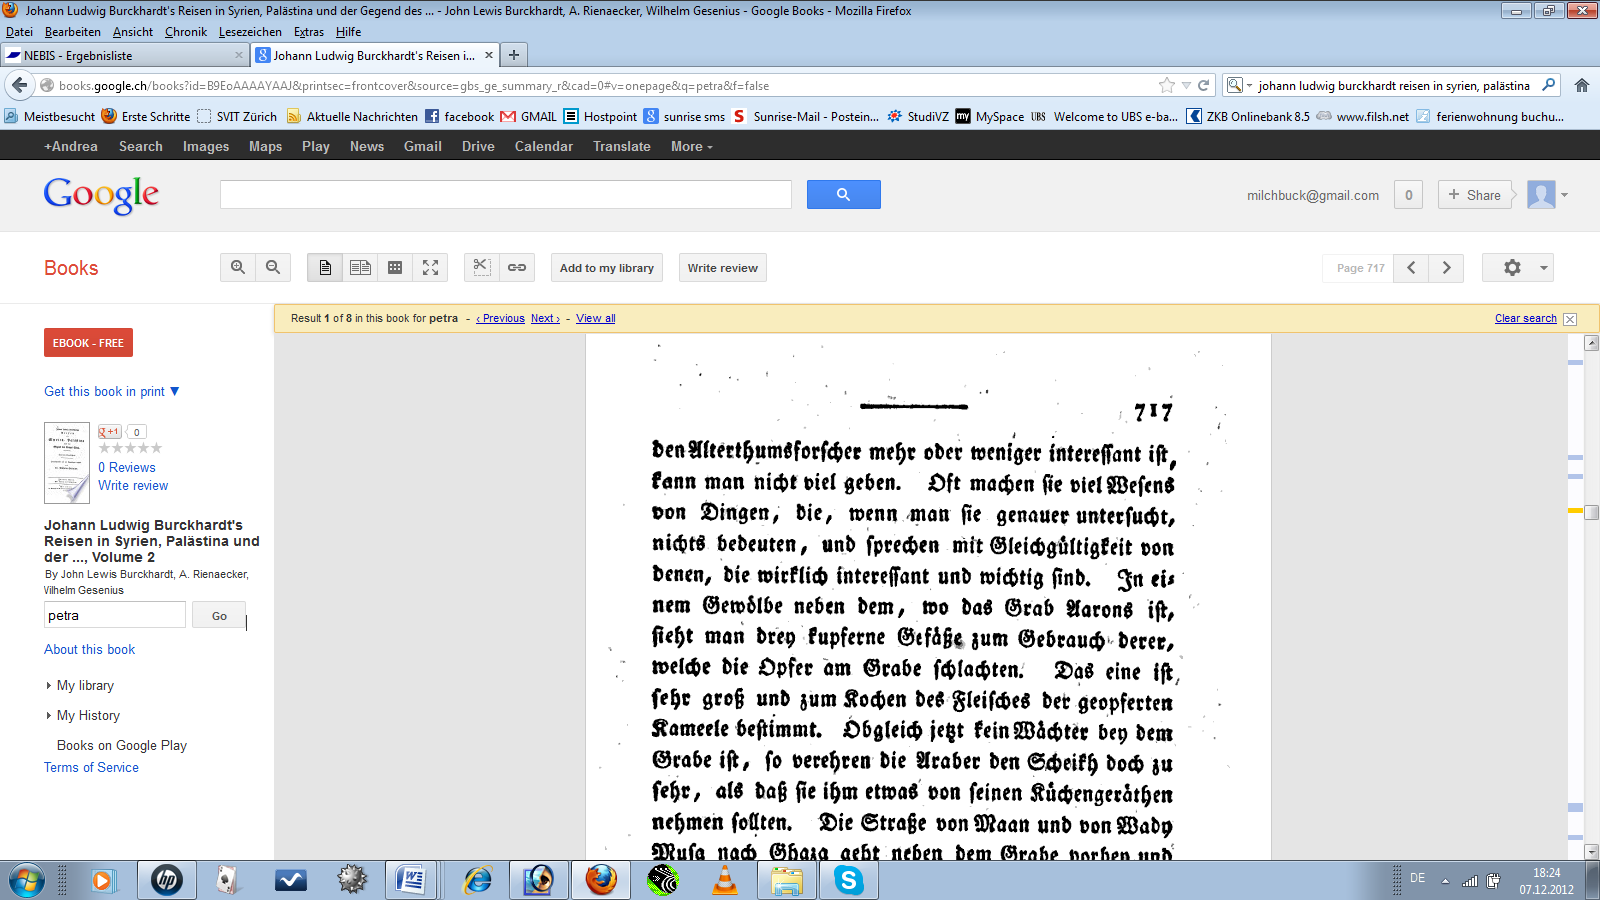 Johann Ludwig Burckhardt's Reisen in Syrien, Palästina und der Gegend des ... - John Lewis Burckhardt, A. Rienaecker, Wilhelm Gesenius - Google Books - Mozilla Firefox
Datei Bearbeiten Ansicht Chronik Lesezeichen Extras Hilfe
NEBIS - Ergebnisliste
Johann Ludwig Burckhardt's Reisen i...
books.google.ch/books?id=B9EoAAAAYAAJ&printsec=frontcover&source=gbs_ge_summary_r&cad=0#v=onepage&q=petra&f=false
johann ludwig burckhardt reisen in syrien, palästina
Meistbesucht Erste Schritte SVIT Zürich Aktuelle Nachrichten facebook GMAIL Hostpoint sunrise sms Sunrise-Mail - Postein... StudiVZ MySpace UBS Welcome to UBS e-ba... ZKB Onlinebank 8.5 www.filsh.net ferienwohnung buchu...
+Andrea Search Images Maps Play News Gmail Drive Calendar Translate More
Google
milchbuck@gmail.com 0 + Share
Books
Add to my library Write review
Page 717
Result 1 of 8 in this book for petra - ‹ Previous Next › - View all
Clear search
EBOOK - FREE
Get this book in print ▼
+1 0
0 Reviews
Write review
Johann Ludwig Burckhardt's
Reisen in Syrien, Palästina und
der ..., Volume 2
By John Lewis Burckhardt, A. Rienaecker,
Wilhelm Gesenius
petra Go
About this book
My library
My History
Books on Google Play
Terms of Service
717
den Alterthumsforscher mehr oder weniger interessant ist,
kann man nicht viel geben. Oft machen sie viel Wesens
von Dingen, die, wenn man sie genauer untersucht,
nichts bedeuten, und sprechen mit Gleichgültigkeit von
denen, die wirklich interessant und wichtig sind. In ei-
nem Gewölbe neben dem, wo das Grab Aarons ist,
sieht man drey kupferne Gefäße zum Gebrauch derer,
welche die Opfer am Grabe schlachten. Das eine ist
sehr groß und zum Kochen des Fleisches der geopferten
Kameele bestimmt. Obgleich jetzt kein Wächter bey dem
Grabe ist, so verehren die Araber den Scheikh doch zu
sehr, als daß sie ihm etwas von seinen Küchengeräthen
nehmen sollten. Die Straße von Maan und von Wady
Musa nach Ghaza geht neben dem Grabe vorbey und
DE
18:24
07.12.2012